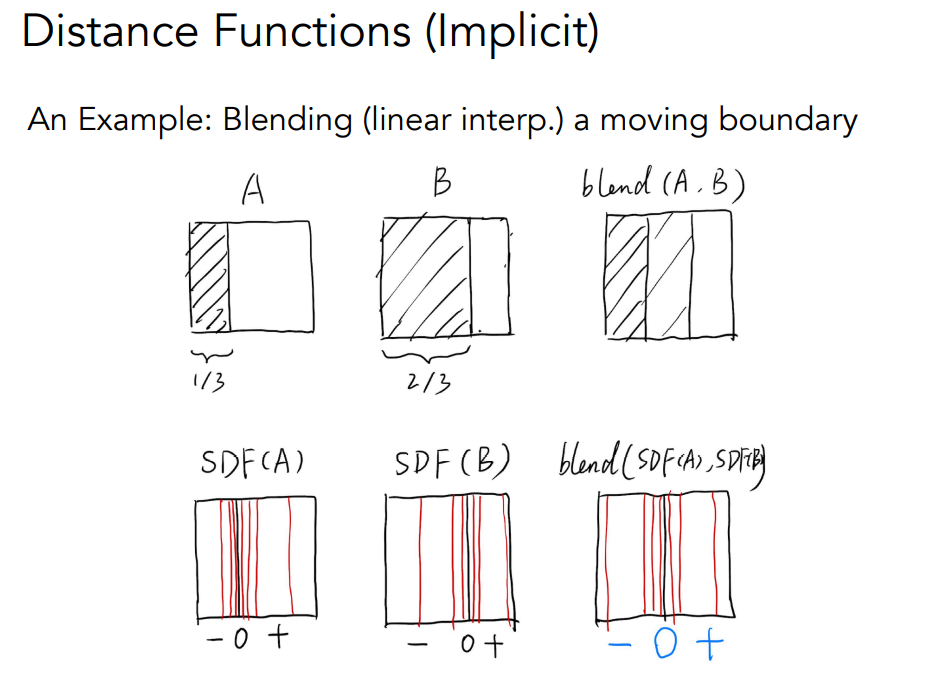 Distance Functions (Implicit)
An Example: Blending (linear interp.) a moving boundary
A
B
blend (A, B)
1/3
2/3
SDF(A)
SDF (B)
blend(SDF(A), SDF(B))
- 0 +
- 0 +
- 0 +